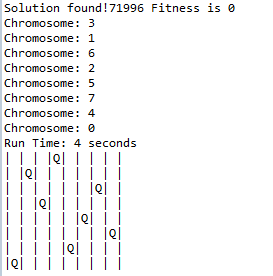 Solution found!71996 Fitness is 0
Chromosome: 3
Chromosome: 1
Chromosome: 6
Chromosome: 2
Chromosome: 5
Chromosome: 7
Chromosome: 4
Chromosome: 0
Run Time: 4 seconds
| | | |Q| | | | |
| |Q| | | | | | |
| | | | | | |Q| |
| | |Q| | | | | |
| | | | | |Q| | |
| | | | | | | |Q|
| | | | |Q| | | |
|Q| | | | | | | |